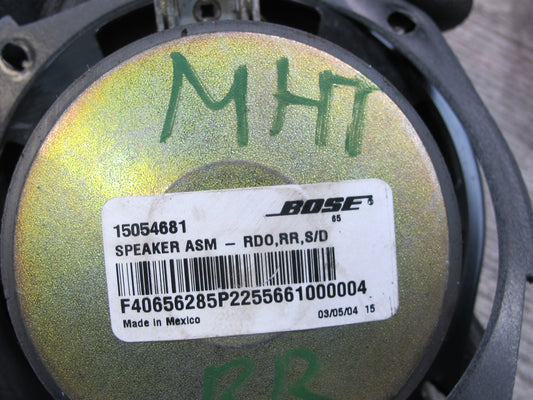 MHT
BOSE®
65
15054681
SPEAKER ASM - RDO,RR,S/D
F40656285P2255661000004
Made in Mexico
03/05/04 15
RR